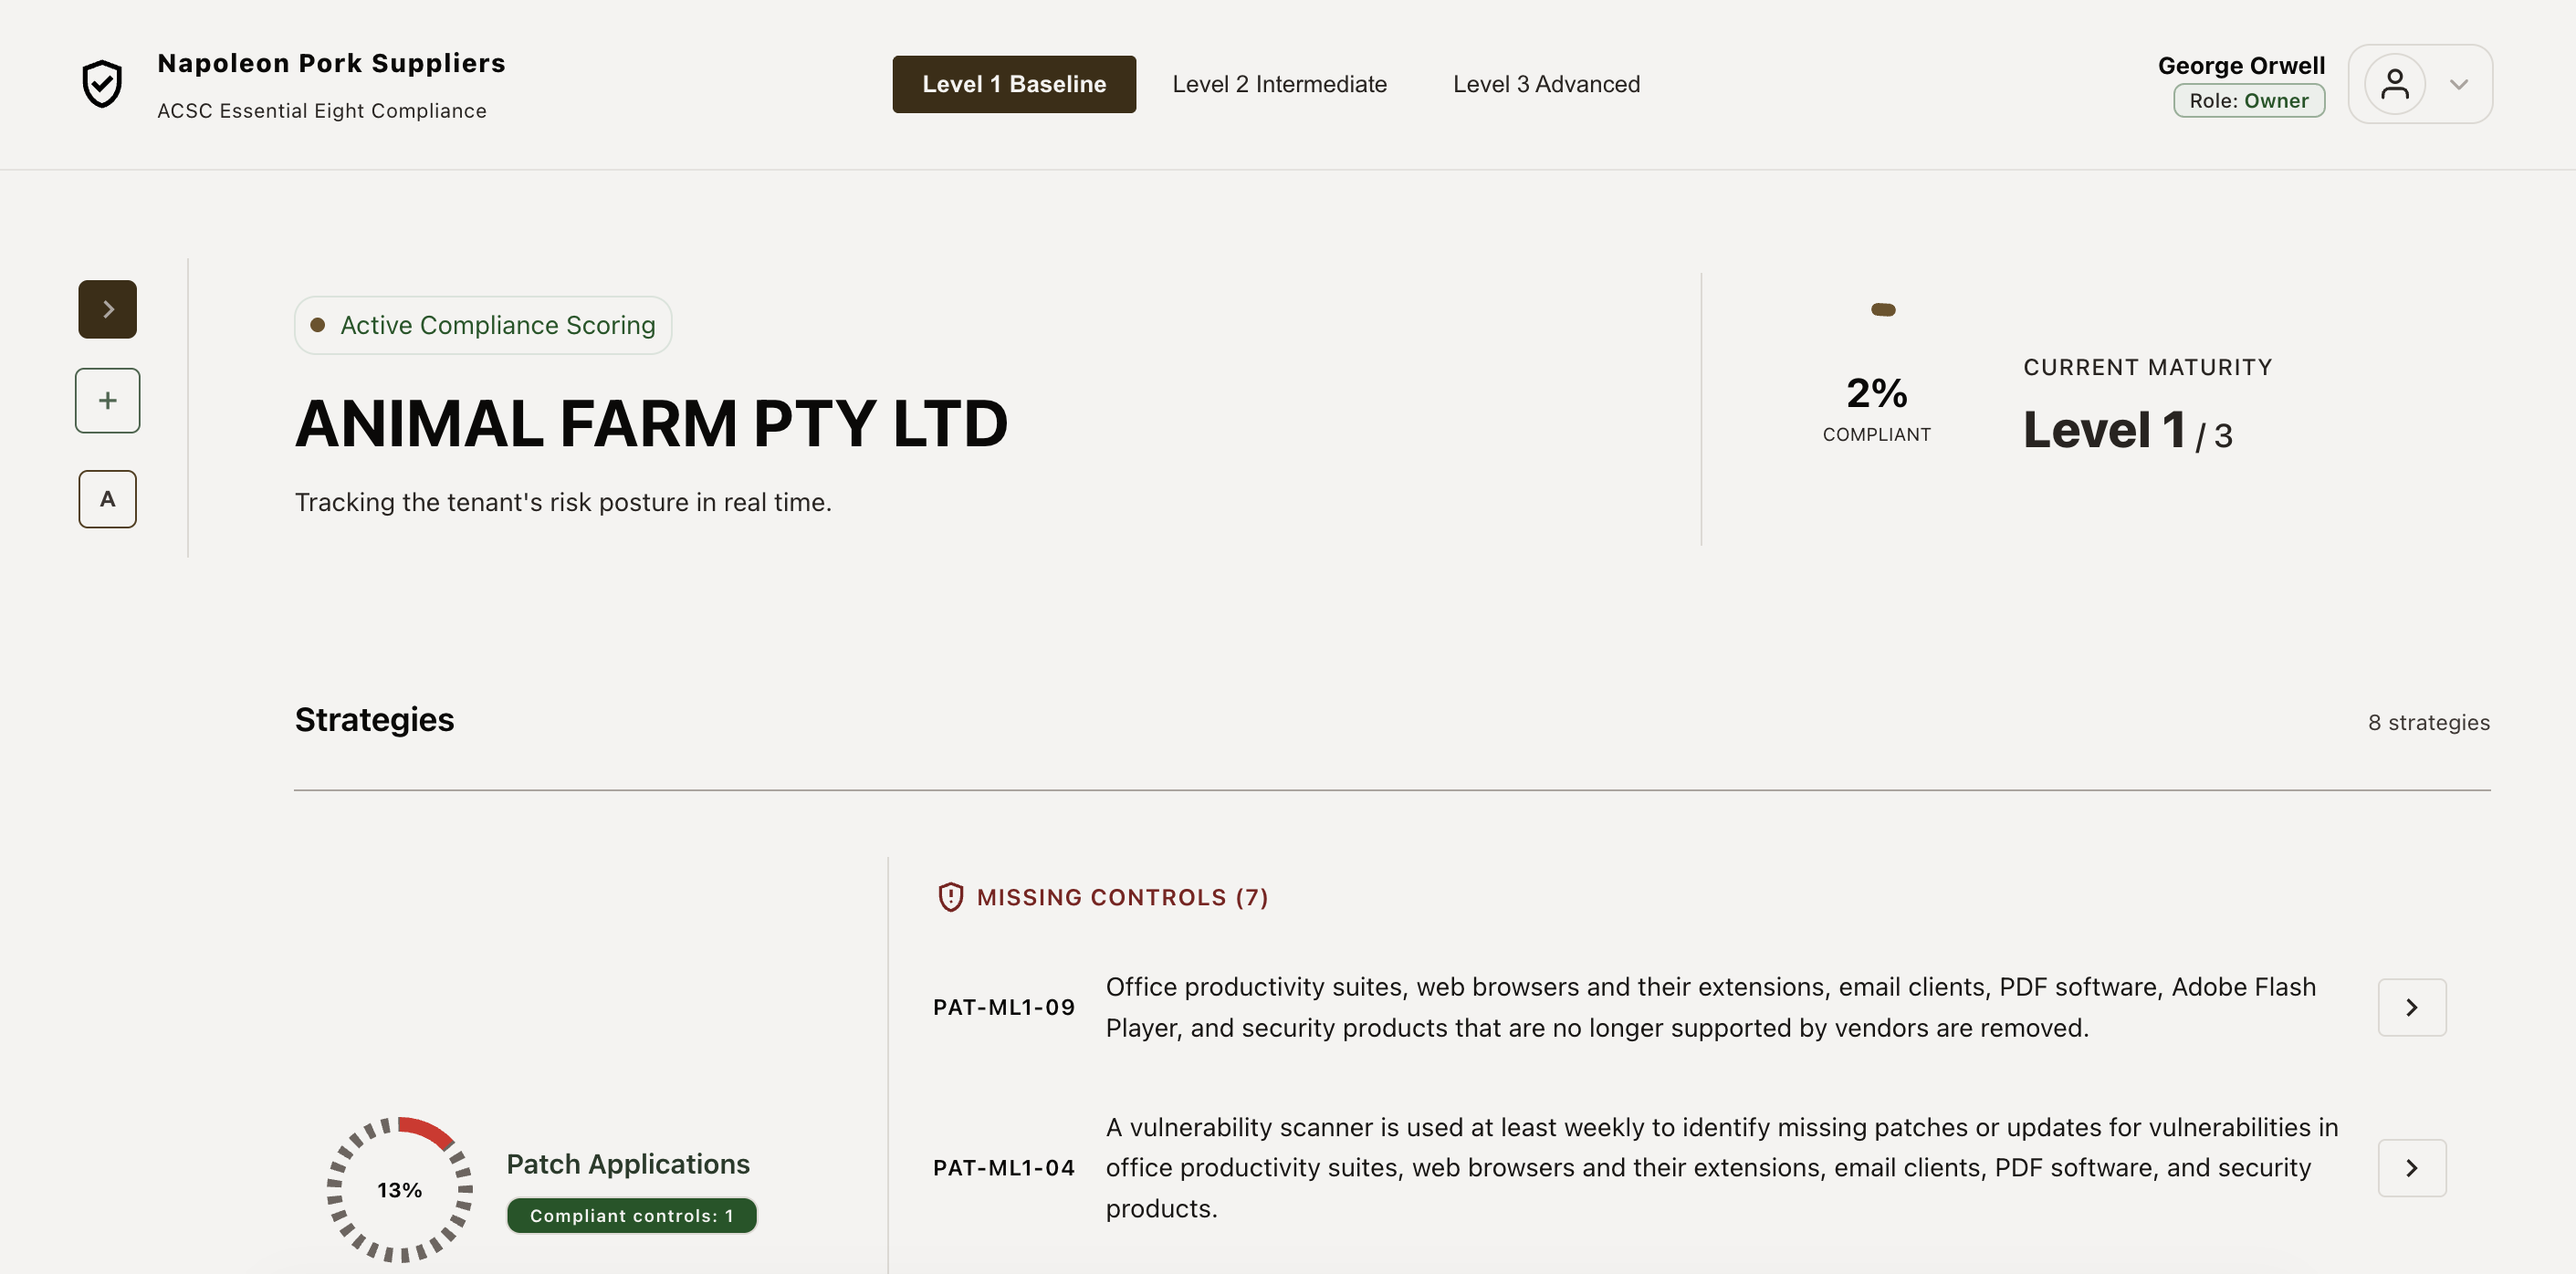 Napoleon Pork Suppliers
ACSC Essential Eight Compliance
Level 1 Baseline
Level 2 Intermediate
Level 3 Advanced
George Orwell
Role: Owner
+
A
Active Compliance Scoring
ANIMAL FARM PTY LTD
Tracking the tenant's risk posture in real time.
2%
COMPLIANT
CURRENT MATURITY
Level 1 / 3
Strategies
8 strategies
13%
Patch Applications
Compliant controls: 1
MISSING CONTROLS (7)
PAT-ML1-09
Office productivity suites, web browsers and their extensions, email clients, PDF software, Adobe Flash
Player, and security products that are no longer supported by vendors are removed.
PAT-ML1-04
A vulnerability scanner is used at least weekly to identify missing patches or updates for vulnerabilities in
office productivity suites, web browsers and their extensions, email clients, PDF software, and security
products.